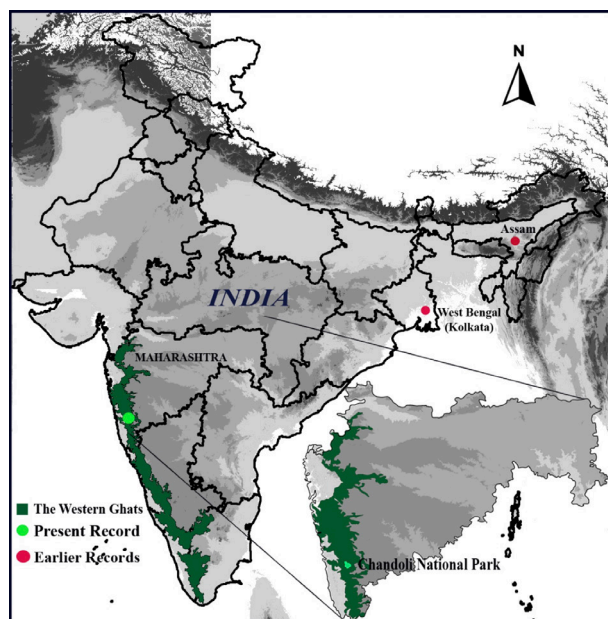 N
Assam
INDIA
West Bengal
(Kolkata)
MAHARASHTRA
The Western Ghats
Present Record
Earlier Records
Chandoli National Park